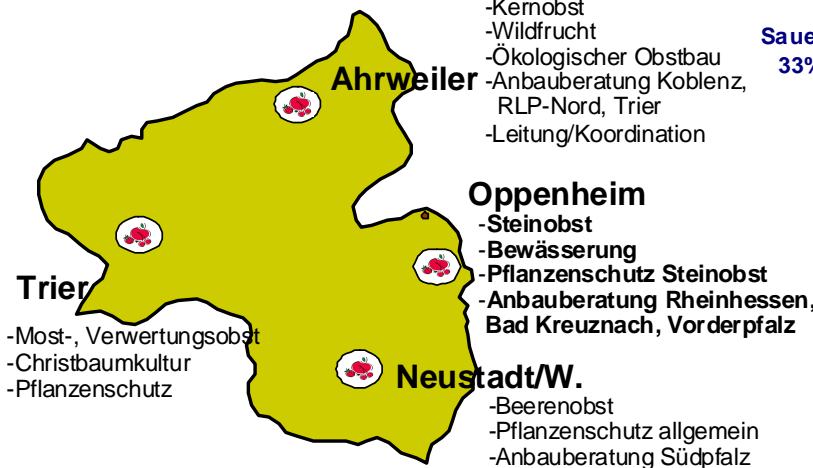 -Kernobst
-Wildfrucht
-Ökologischer Obstbau
-Anbauberatung Koblenz,
RLP-Nord, Trier
-Leitung/Koordination
Ahrweiler
33%
Oppenheim
-Steinobst
-Bewässerung
-Pflanzenschutz Steinobst
-Anbauberatung Rheinhessen,
Bad Kreuznach, Vorderpfalz
Trier
-Most-, Verwertungsobst
-Christbaumkultur
-Pflanzenschutz
Neustadt/W.
-Beerenobst
-Pflanzenschutz allgemein
-Anbauberatung Südpfalz